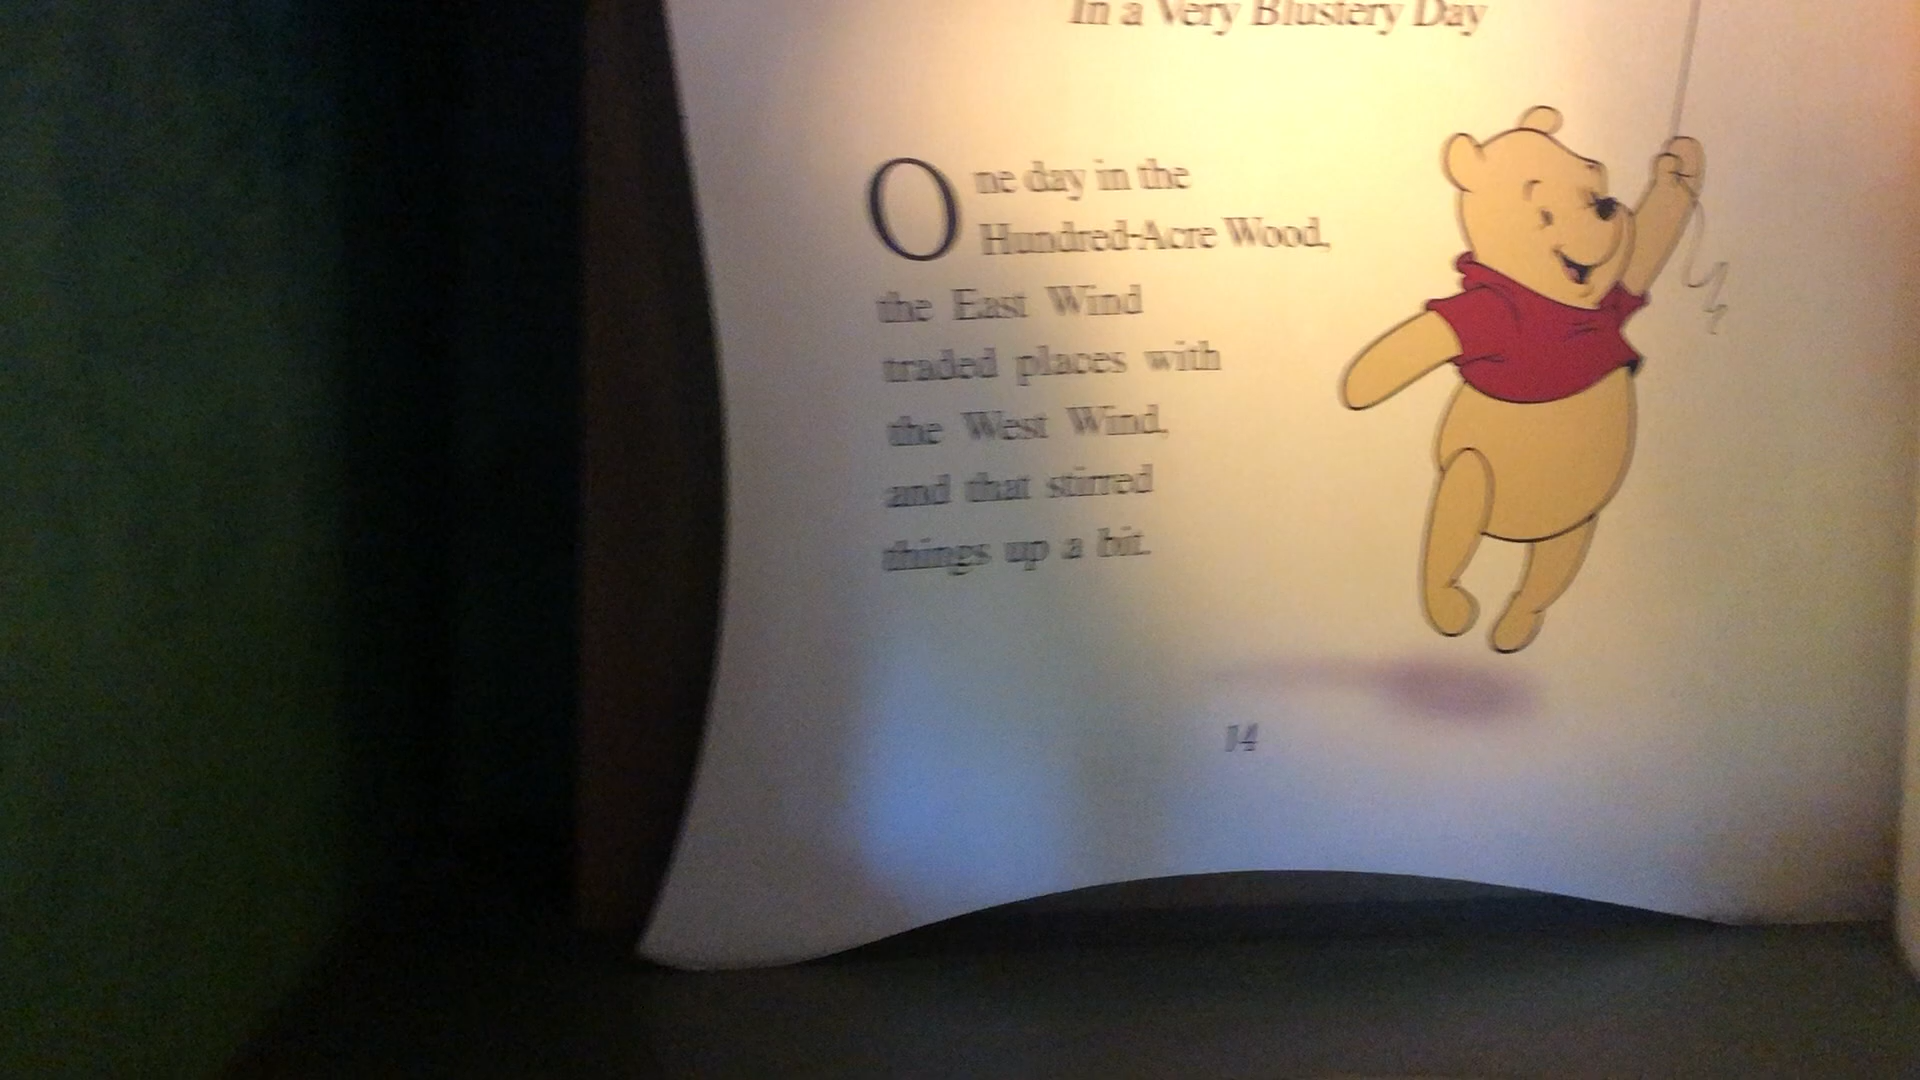 In a Very Blustery Day
One day in the
Hundred-Acre Wood,
the East Wind
traded places with
the West Wind,
and that stirred
things up a bit.
14